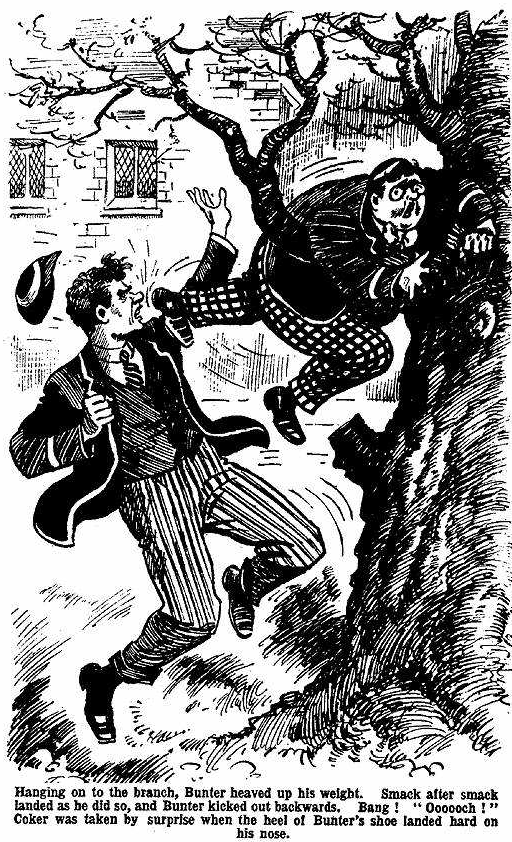 Hanging on to the branch, Bunter heaved up his weight. Smack after smack
landed as he did so, and Bunter kicked out backwards. Bang ! " Oooooch ! "
Coker was taken by surprise when the heel of Bunter's shoe landed hard on
his nose.